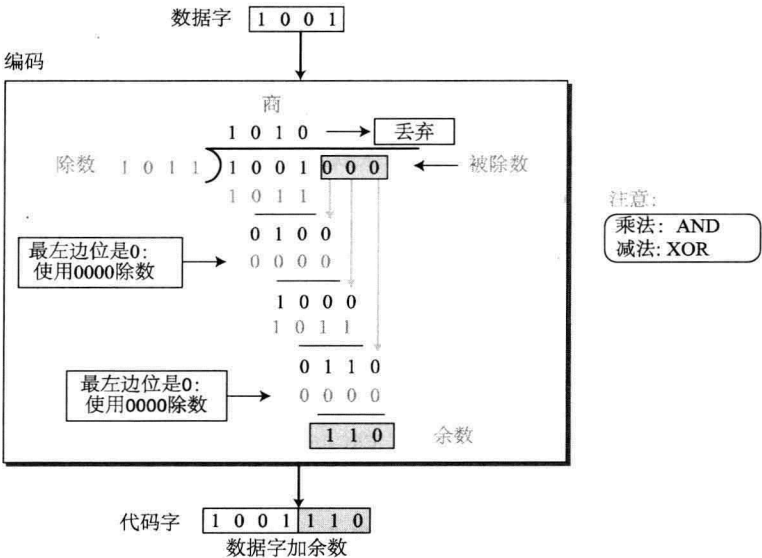 数据字 1 0 0 1
编码
商
1 0 1 0 丢弃
除数 1 0 1 1 1 0 0 1 0 0 0 被除数
1 0 1 1
0 1 0 0
最左边位是0:
使用0000除数
0 0 0 0
1 0 0 0
1 0 1 1
0 1 1 0
最左边位是0:
使用0000除数
0 0 0 0
1 1 0 余数
注意:
乘法: AND
减法: XOR
代码字 1 0 0 1 1 1 0
数据字加余数